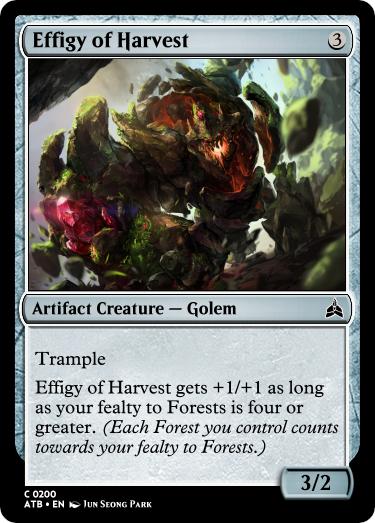 Effigy of Harvest 3
Artifact Creature — Golem
Trample
Effigy of Harvest gets +1/+1 as long
as your fealty to Forests is four or
greater. (Each Forest you control counts
towards your fealty to Forests.)
3/2
C 0200
ATB • EN Jun Seong Park